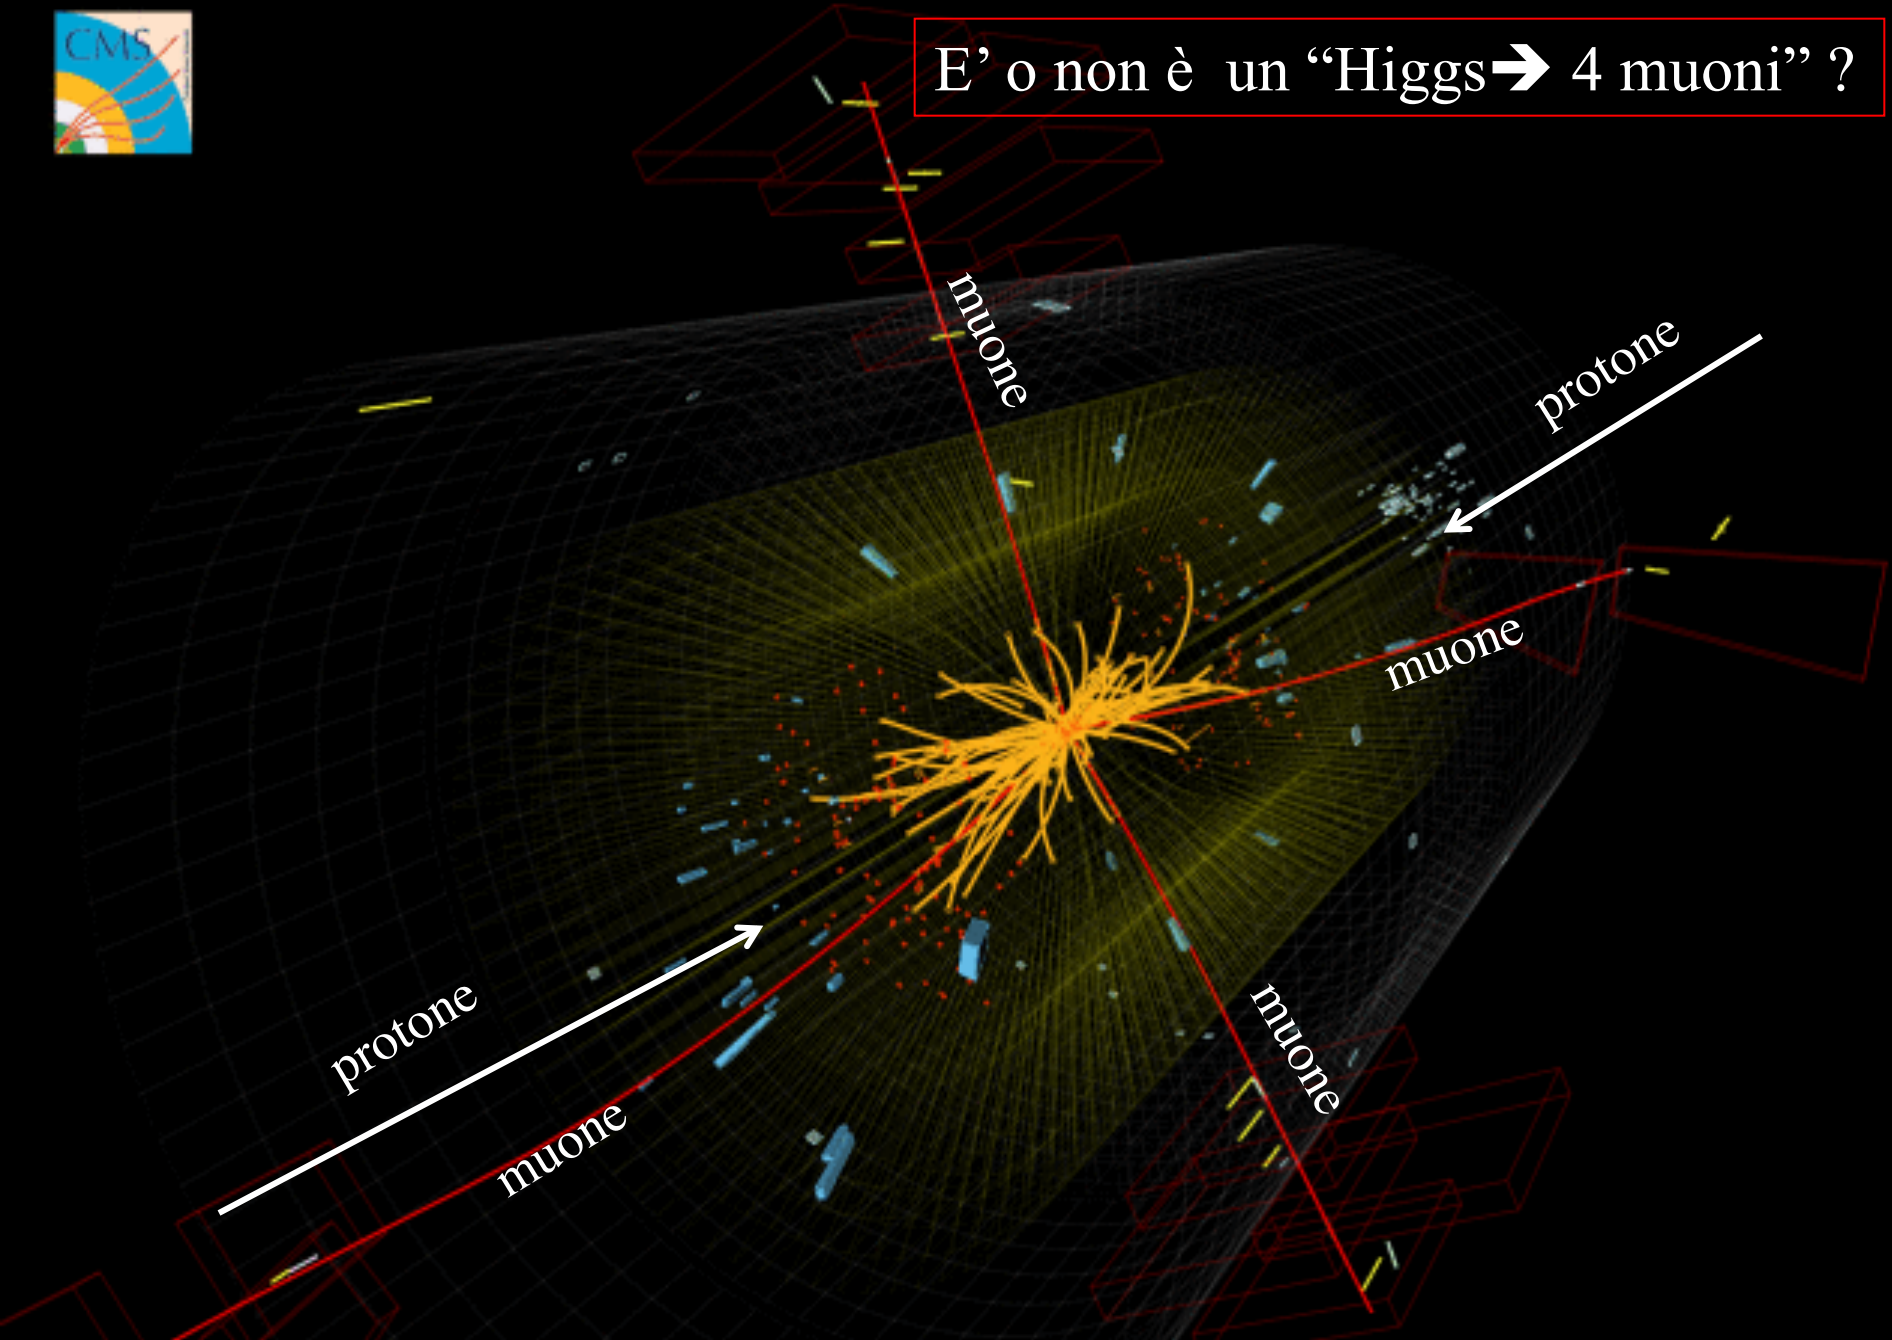 CMS
E’ o non è un “Higgs➔ 4 muoni” ?
muone
protone
muone
protone
muone
muone